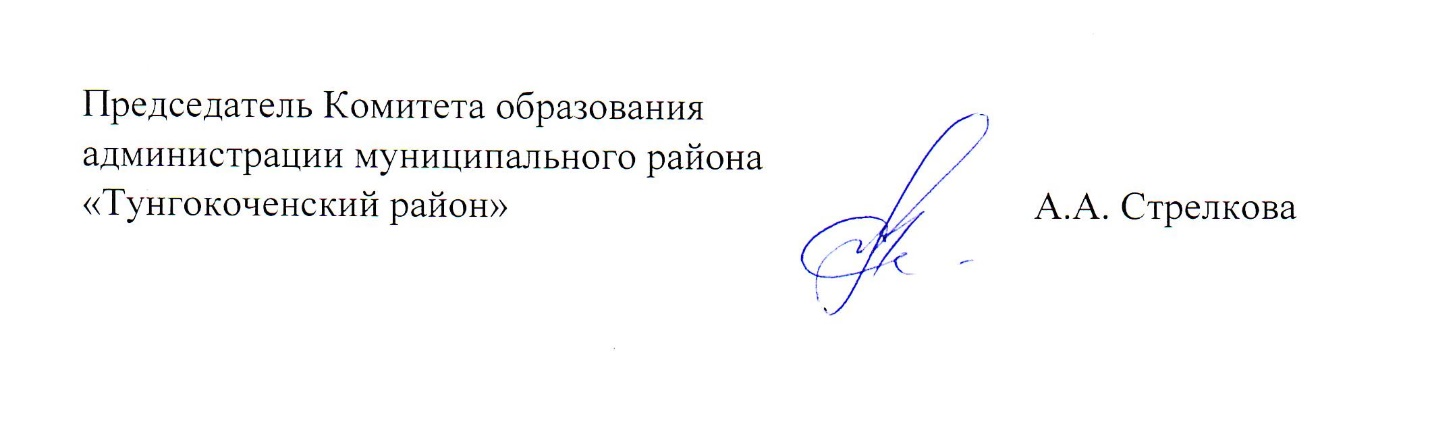 Председатель Комитета образования
администрации муниципального района
«Тунгокоченский район»
А.А. Стрелкова